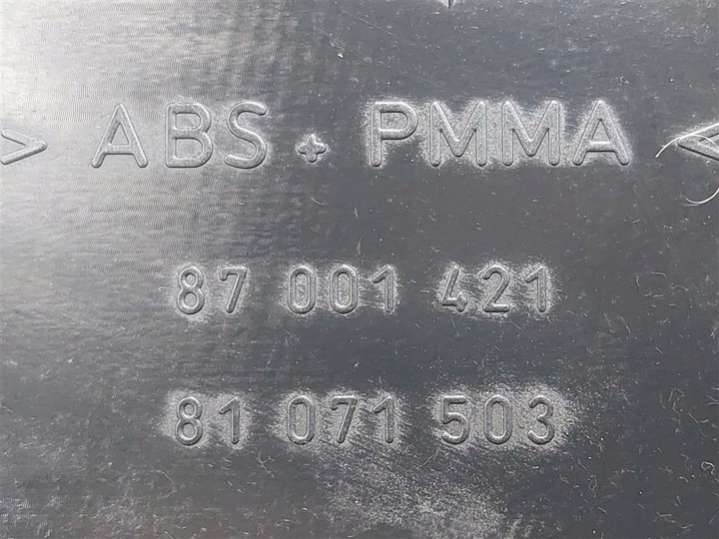 > ABS + PMMA <
87 001 421
81 071 503